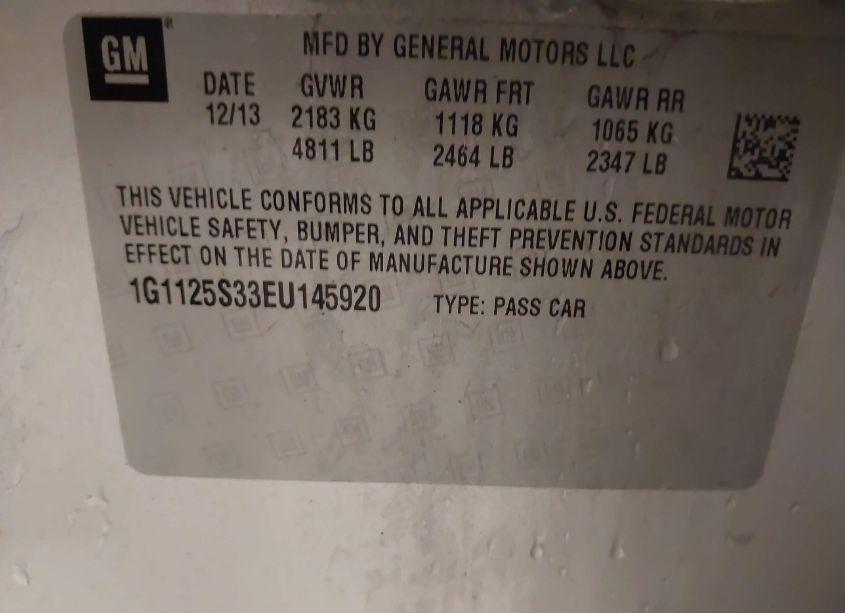 GM
MFD BY GENERAL MOTORS LLC
DATE GVWR GAWR FRT GAWR RR
12/13 2183 KG 1118 KG 1065 KG
4811 LB 2464 LB 2347 LB
THIS VEHICLE CONFORMS TO ALL APPLICABLE U.S. FEDERAL MOTOR
VEHICLE SAFETY, BUMPER, AND THEFT PREVENTION STANDARDS IN
EFFECT ON THE DATE OF MANUFACTURE SHOWN ABOVE.
1G1125S33EU145920 TYPE: PASS CAR